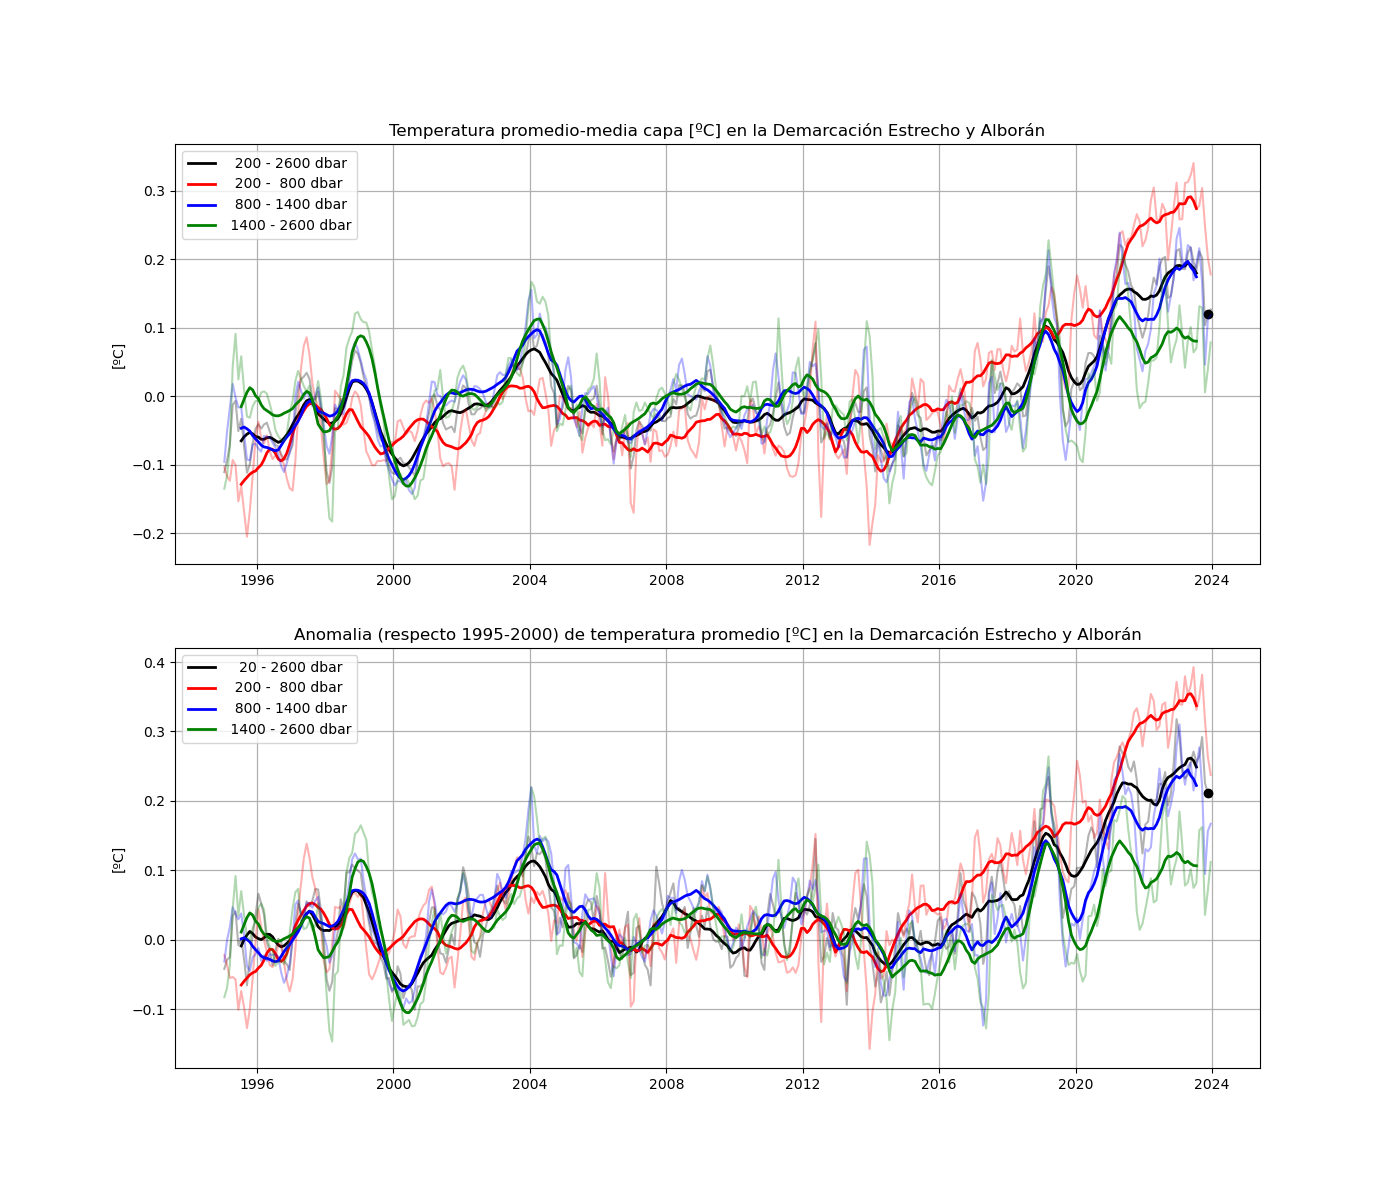 Temperatura promedio-media capa [ºC] en la Demarcación Estrecho y Alborán
[ºC]
0.3
0.2
0.1
0.0
−0.1
−0.2
200 - 2600 dbar
200 - 800 dbar
800 - 1400 dbar
1400 - 2600 dbar
1996 2000 2004 2008 2012 2016 2020 2024
Anomalia (respecto 1995-2000) de temperatura promedio [ºC] en la Demarcación Estrecho y Alborán
[ºC]
0.4
0.3
0.2
0.1
0.0
−0.1
20 - 2600 dbar
200 - 800 dbar
800 - 1400 dbar
1400 - 2600 dbar
1996 2000 2004 2008 2012 2016 2020 2024